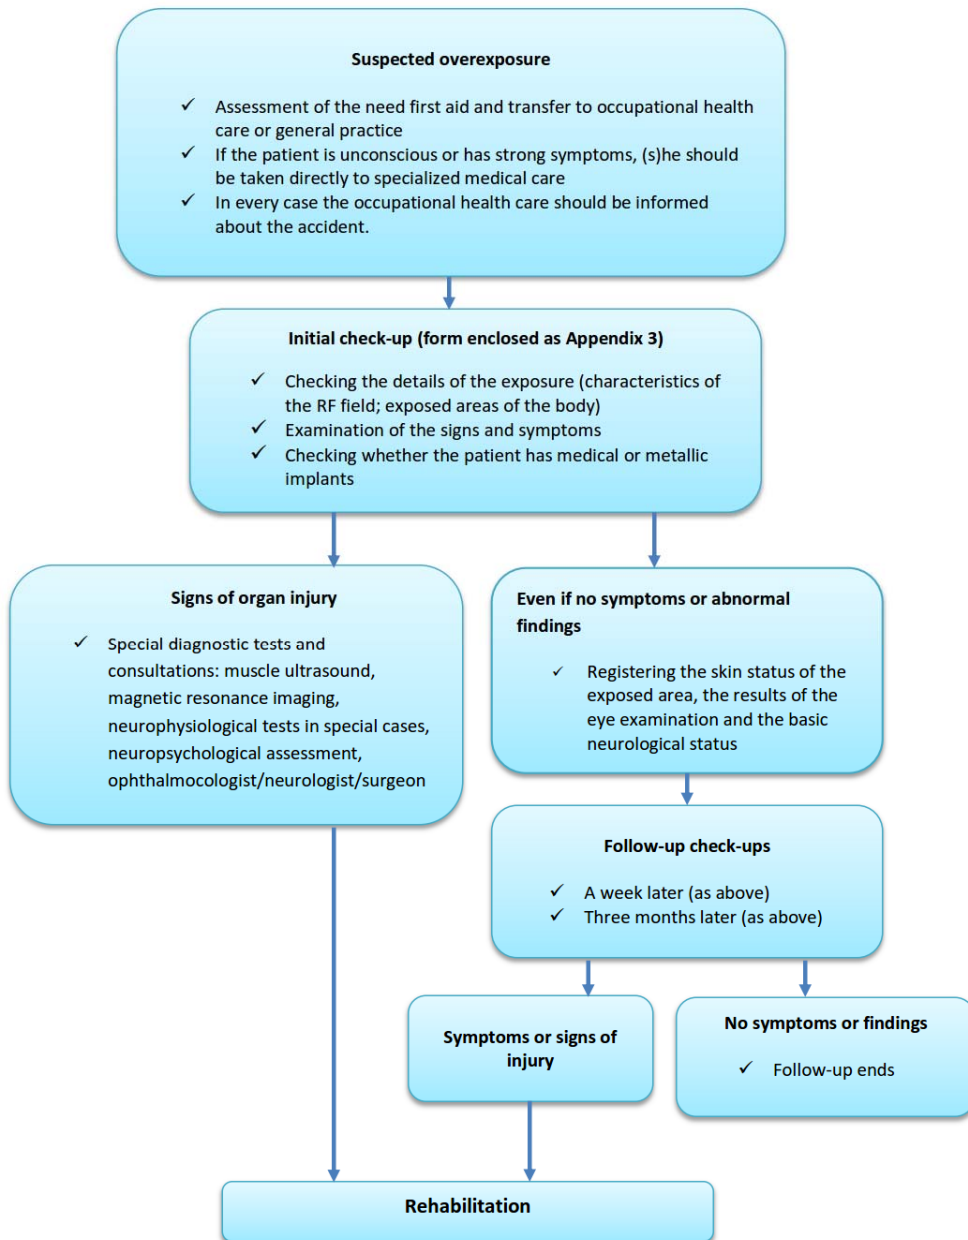 Suspected overexposure
✓ Assessment of the need first aid and transfer to occupational health
care or general practice
✓ If the patient is unconscious or has strong symptoms, (s)he should
be taken directly to specialized medical care
✓ In every case the occupational health care should be informed
about the accident.
Initial check-up (form enclosed as Appendix 3)
✓ Checking the details of the exposure (characteristics of
the RF field; exposed areas of the body)
✓ Examination of the signs and symptoms
✓ Checking whether the patient has medical or metallic
implants
Signs of organ injury
✓ Special diagnostic tests and
consultations: muscle ultrasound,
magnetic resonance imaging,
neurophysiological tests in special cases,
neuropsychological assessment,
ophthalmocologist/neurologist/surgeon
Even if no symptoms or abnormal
findings
✓ Registering the skin status of the
exposed area, the results of the
eye examination and the basic
neurological status
Follow-up check-ups
✓ A week later (as above)
✓ Three months later (as above)
Symptoms or signs of
injury
No symptoms or findings
✓ Follow-up ends
Rehabilitation